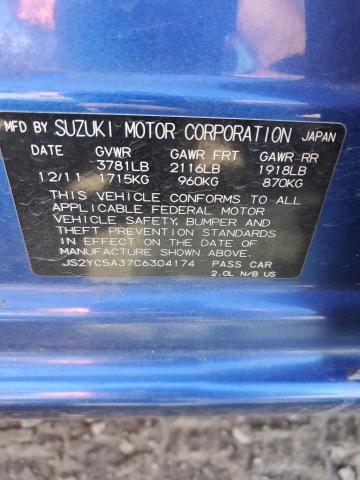 MFD BY SUZUKI MOTOR CORPORATION JAPAN
DATE GVWR GAWR FRT GAWR RR
3781LB 2116LB 1918LB
12/11 1715KG 960KG 870KG
THIS VEHICLE CONFORMS TO ALL
APPLICABLE FEDERAL MOTOR
VEHICLE SAFETY, BUMPER AND
THEFT PREVENTION STANDARDS
IN EFFECT ON THE DATE OF
MANUFACTURE SHOWN ABOVE.
JS2YC5A37C6304174 PASS CAR
2.0L N/B US